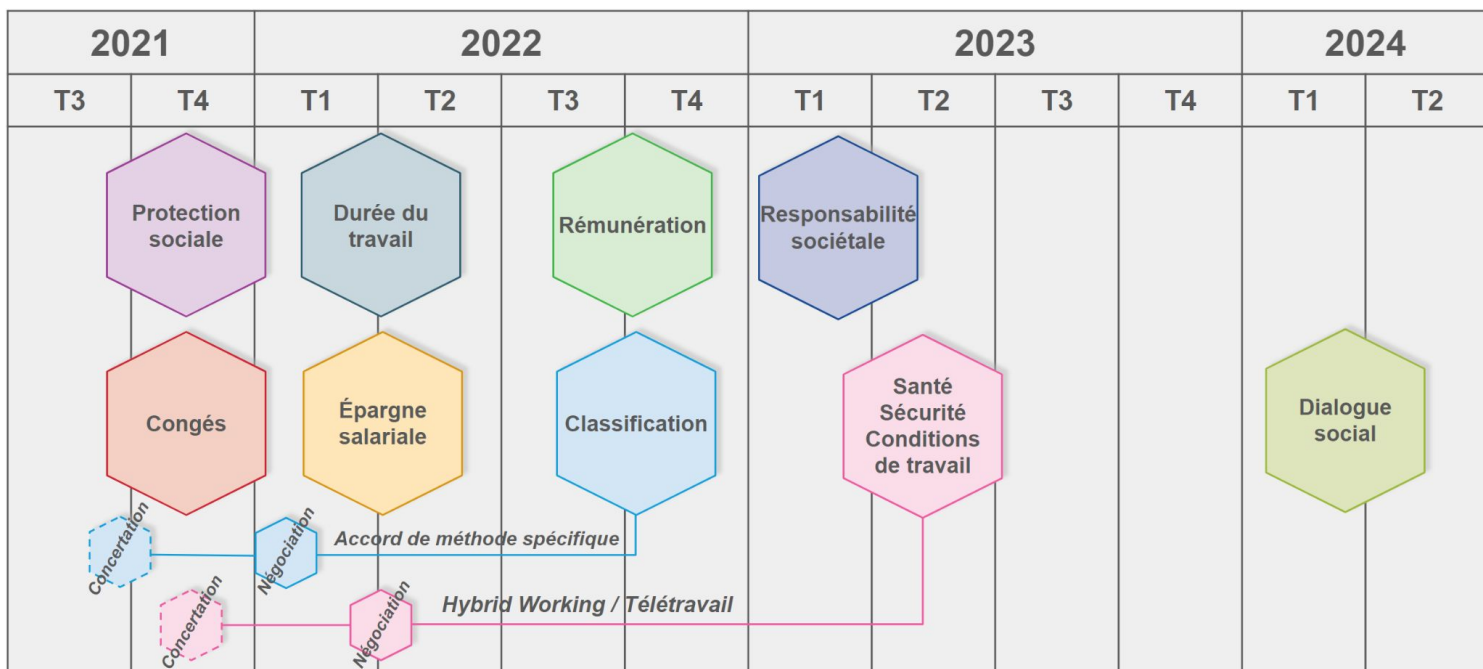 2021
2022
2023
2024
T3
T4
T1
T2
T3
T4
T1
T2
T3
T4
T1
T2
Protection
sociale
Durée du
travail
Rémunération
Responsabilité
sociétale
Congés
Épargne
salariale
Classification
Santé
Sécurité
Conditions
de travail
Dialogue
social
Concertation
Négociation
Accord de méthode spécifique
Concertation
Négociation
Hybrid Working / Télétravail